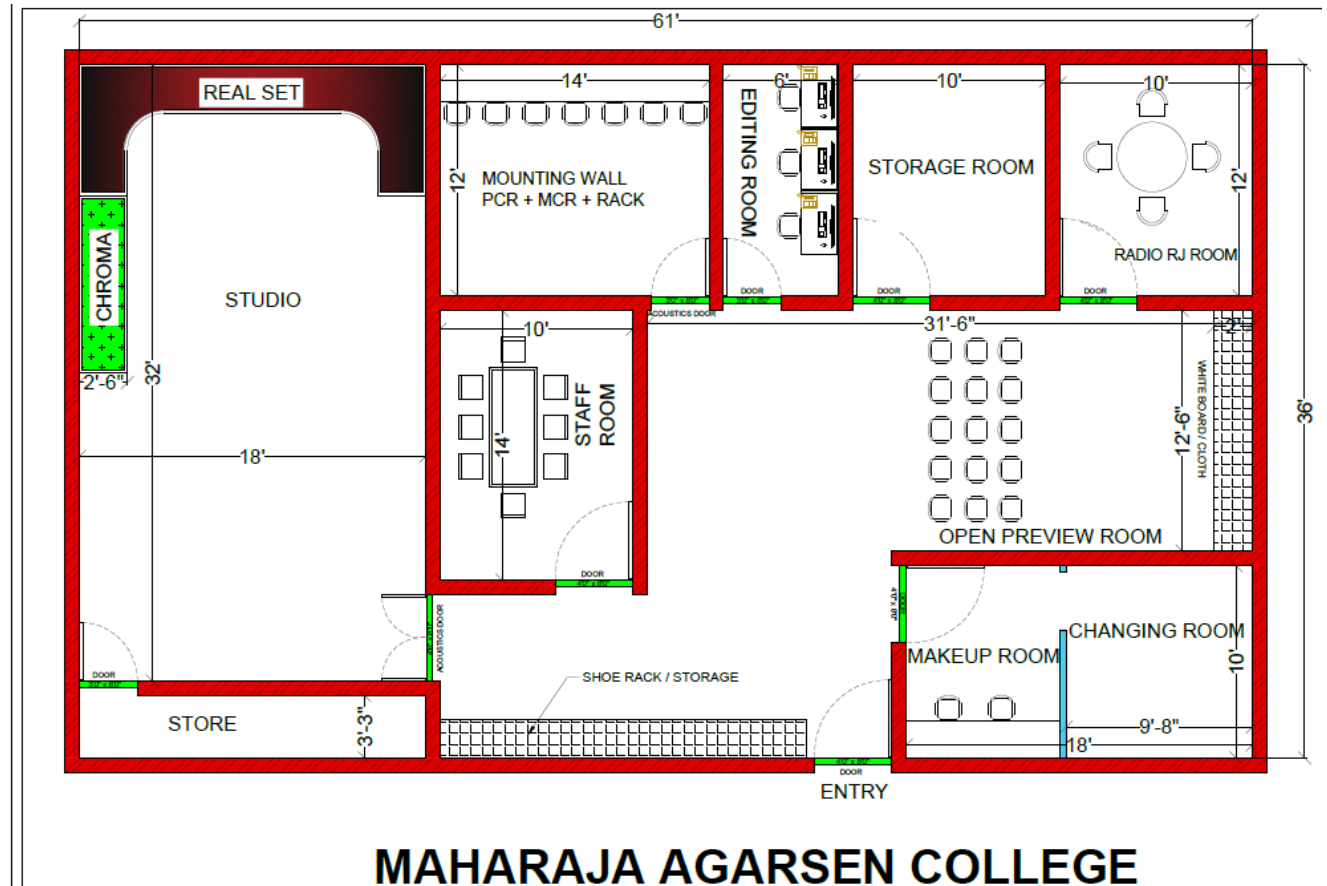 61'
REAL SET
14'
6'
10'
10'
EDITING ROOM
12'
MOUNTING WALL
PCR + MCR + RACK
STORAGE ROOM
12'
RADIO RJ ROOM
CHROMA
STUDIO
DOOR
DOOR
DOOR
DOOR
ACOUSTICS DOOR
10'
31'-6"
2'
2'-6"
32'
STAFF
ROOM
14'
WHITE BOARD / CLOTH
12'-6"
36'
18'
OPEN PREVIEW ROOM
DOOR
ACOUSTICS DOOR
DOOR
CHANGING ROOM
MAKEUP ROOM
10'
DOOR
SHOE RACK / STORAGE
STORE
3'-3"
9'-8"
18'
DOOR
ENTRY
MAHARAJA AGARSEN COLLEGE